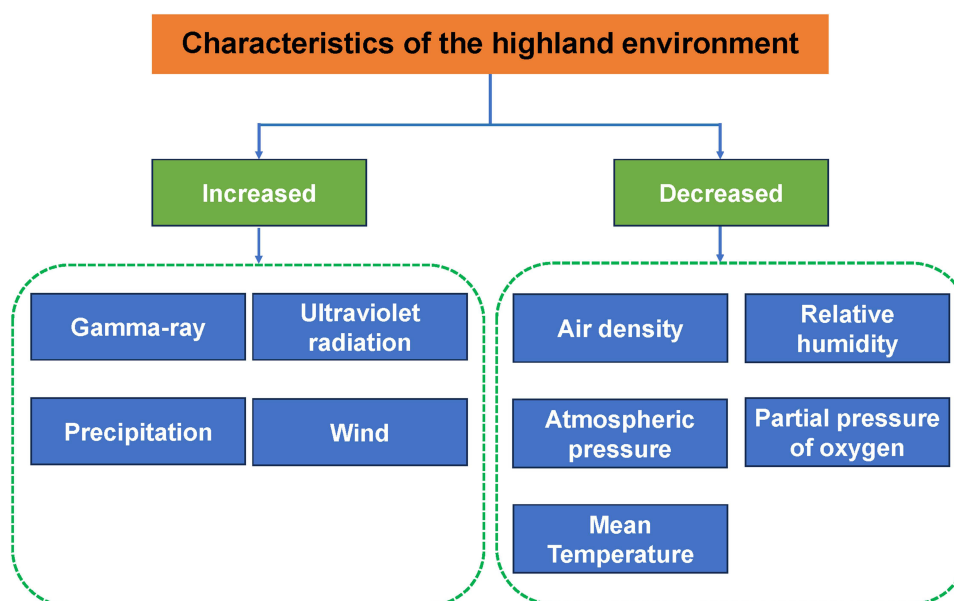 Characteristics of the highland environment
Increased
Decreased
Gamma-ray
Ultraviolet
radiation
Precipitation
Wind
Air density
Relative
humidity
Atmospheric
pressure
Partial pressure
of oxygen
Mean
Temperature